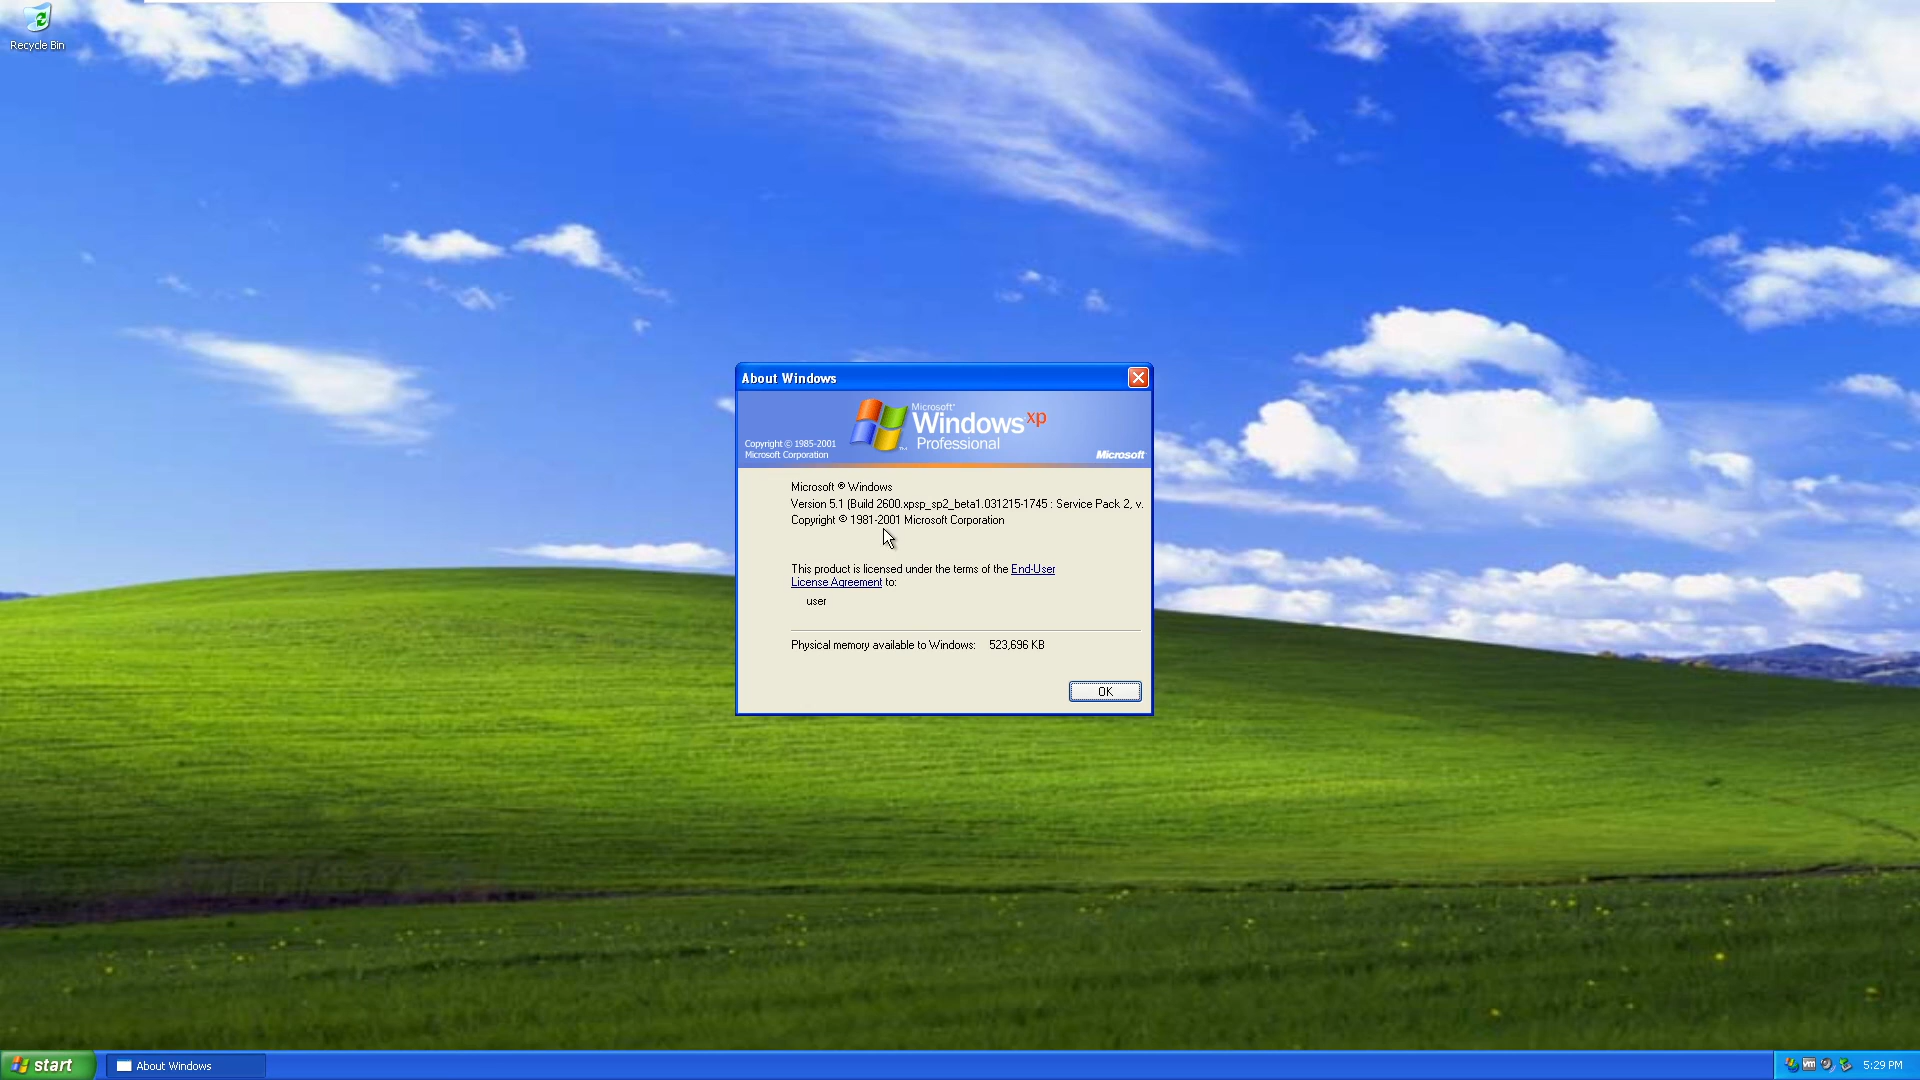 Recycle Bin
About Windows
Microsoft®
Windows xp
Professional
Copyright © 1985-2001
Microsoft Corporation
Microsoft
Microsoft ® Windows
Version 5.1 (Build 2600.xpsp_sp2_beta1.031215-1745 : Service Pack 2, v.
Copyright © 1981-2001 Microsoft Corporation
This product is licensed under the terms of the End-User
License Agreement to:
user
Physical memory available to Windows: 523,696 KB
OK
start
About Windows
vm
5:29 PM